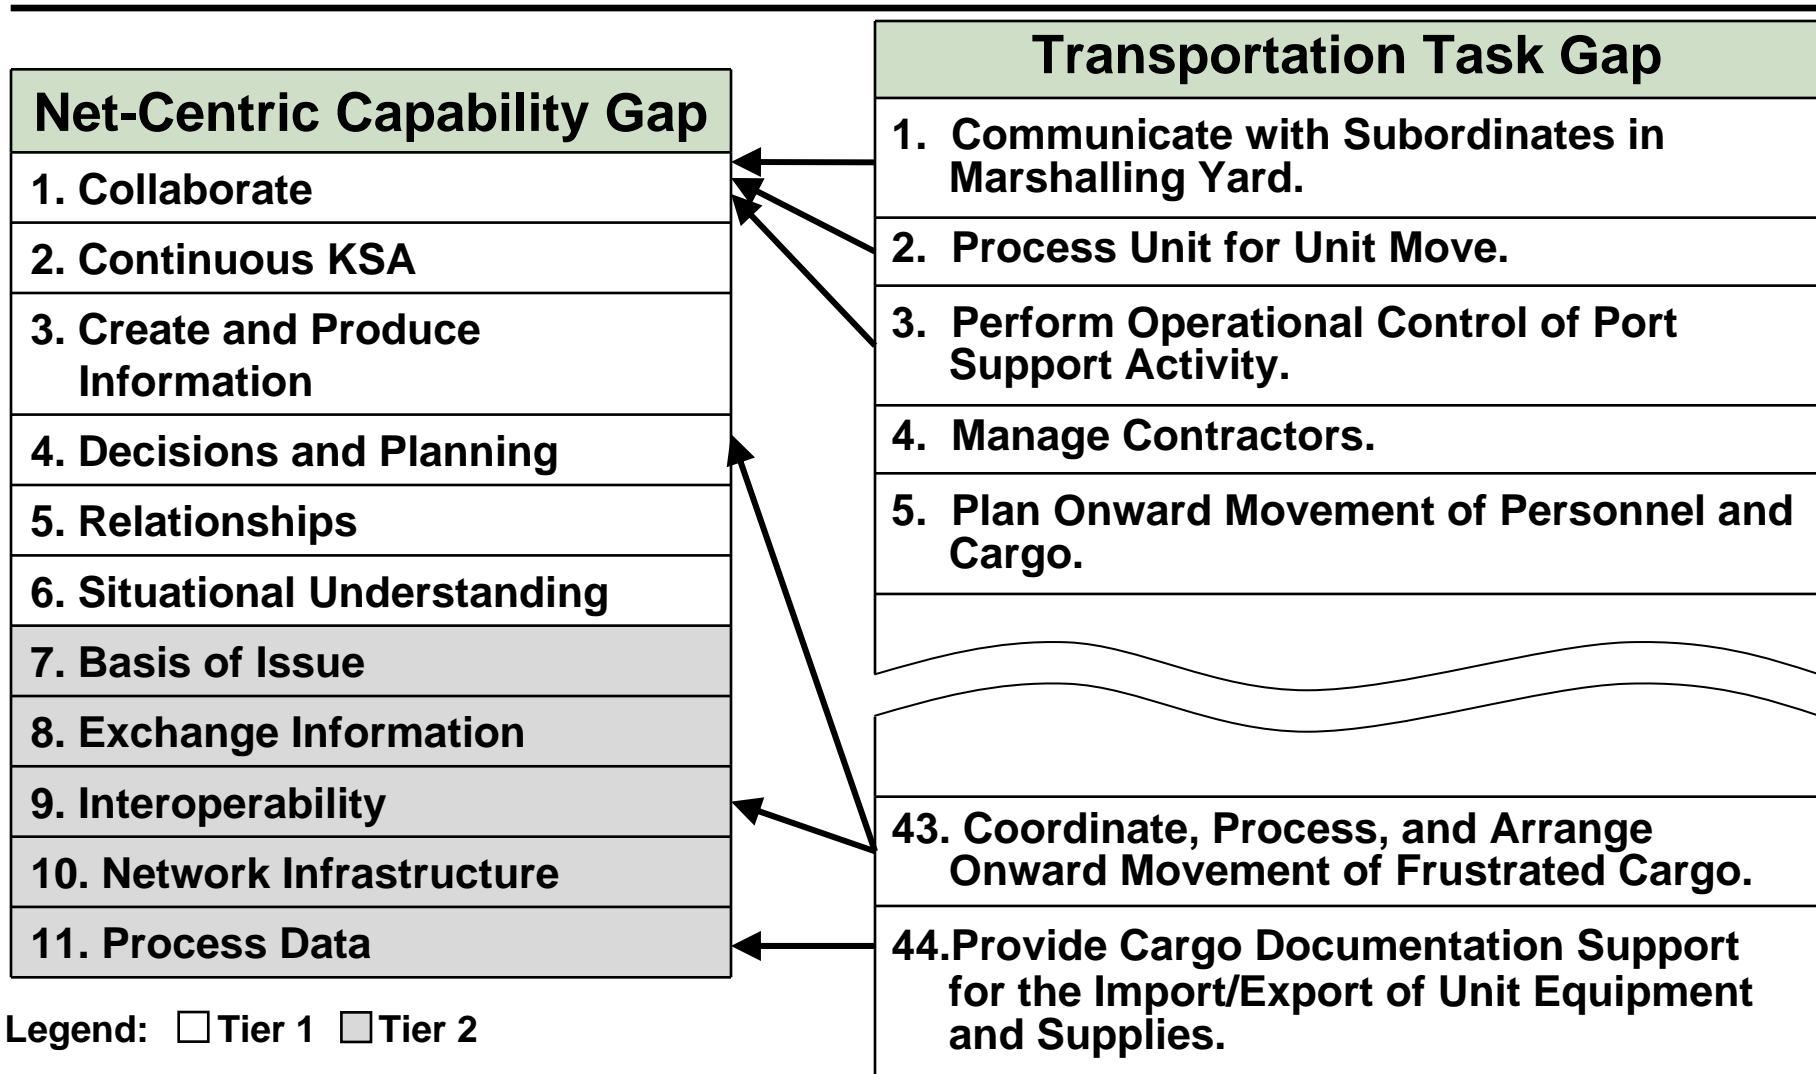 Net-Centric Capability Gap
1. Collaborate
2. Continuous KSA
3. Create and Produce
Information
4. Decisions and Planning
5. Relationships
6. Situational Understanding
7. Basis of Issue
8. Exchange Information
9. Interoperability
10. Network Infrastructure
11. Process Data
Legend: Tier 1 Tier 2
Transportation Task Gap
1. Communicate with Subordinates in
Marshalling Yard.
2. Process Unit for Unit Move.
3. Perform Operational Control of Port
Support Activity.
4. Manage Contractors.
5. Plan Onward Movement of Personnel and
Cargo.
43. Coordinate, Process, and Arrange
Onward Movement of Frustrated Cargo.
44.Provide Cargo Documentation Support
for the Import/Export of Unit Equipment
and Supplies.